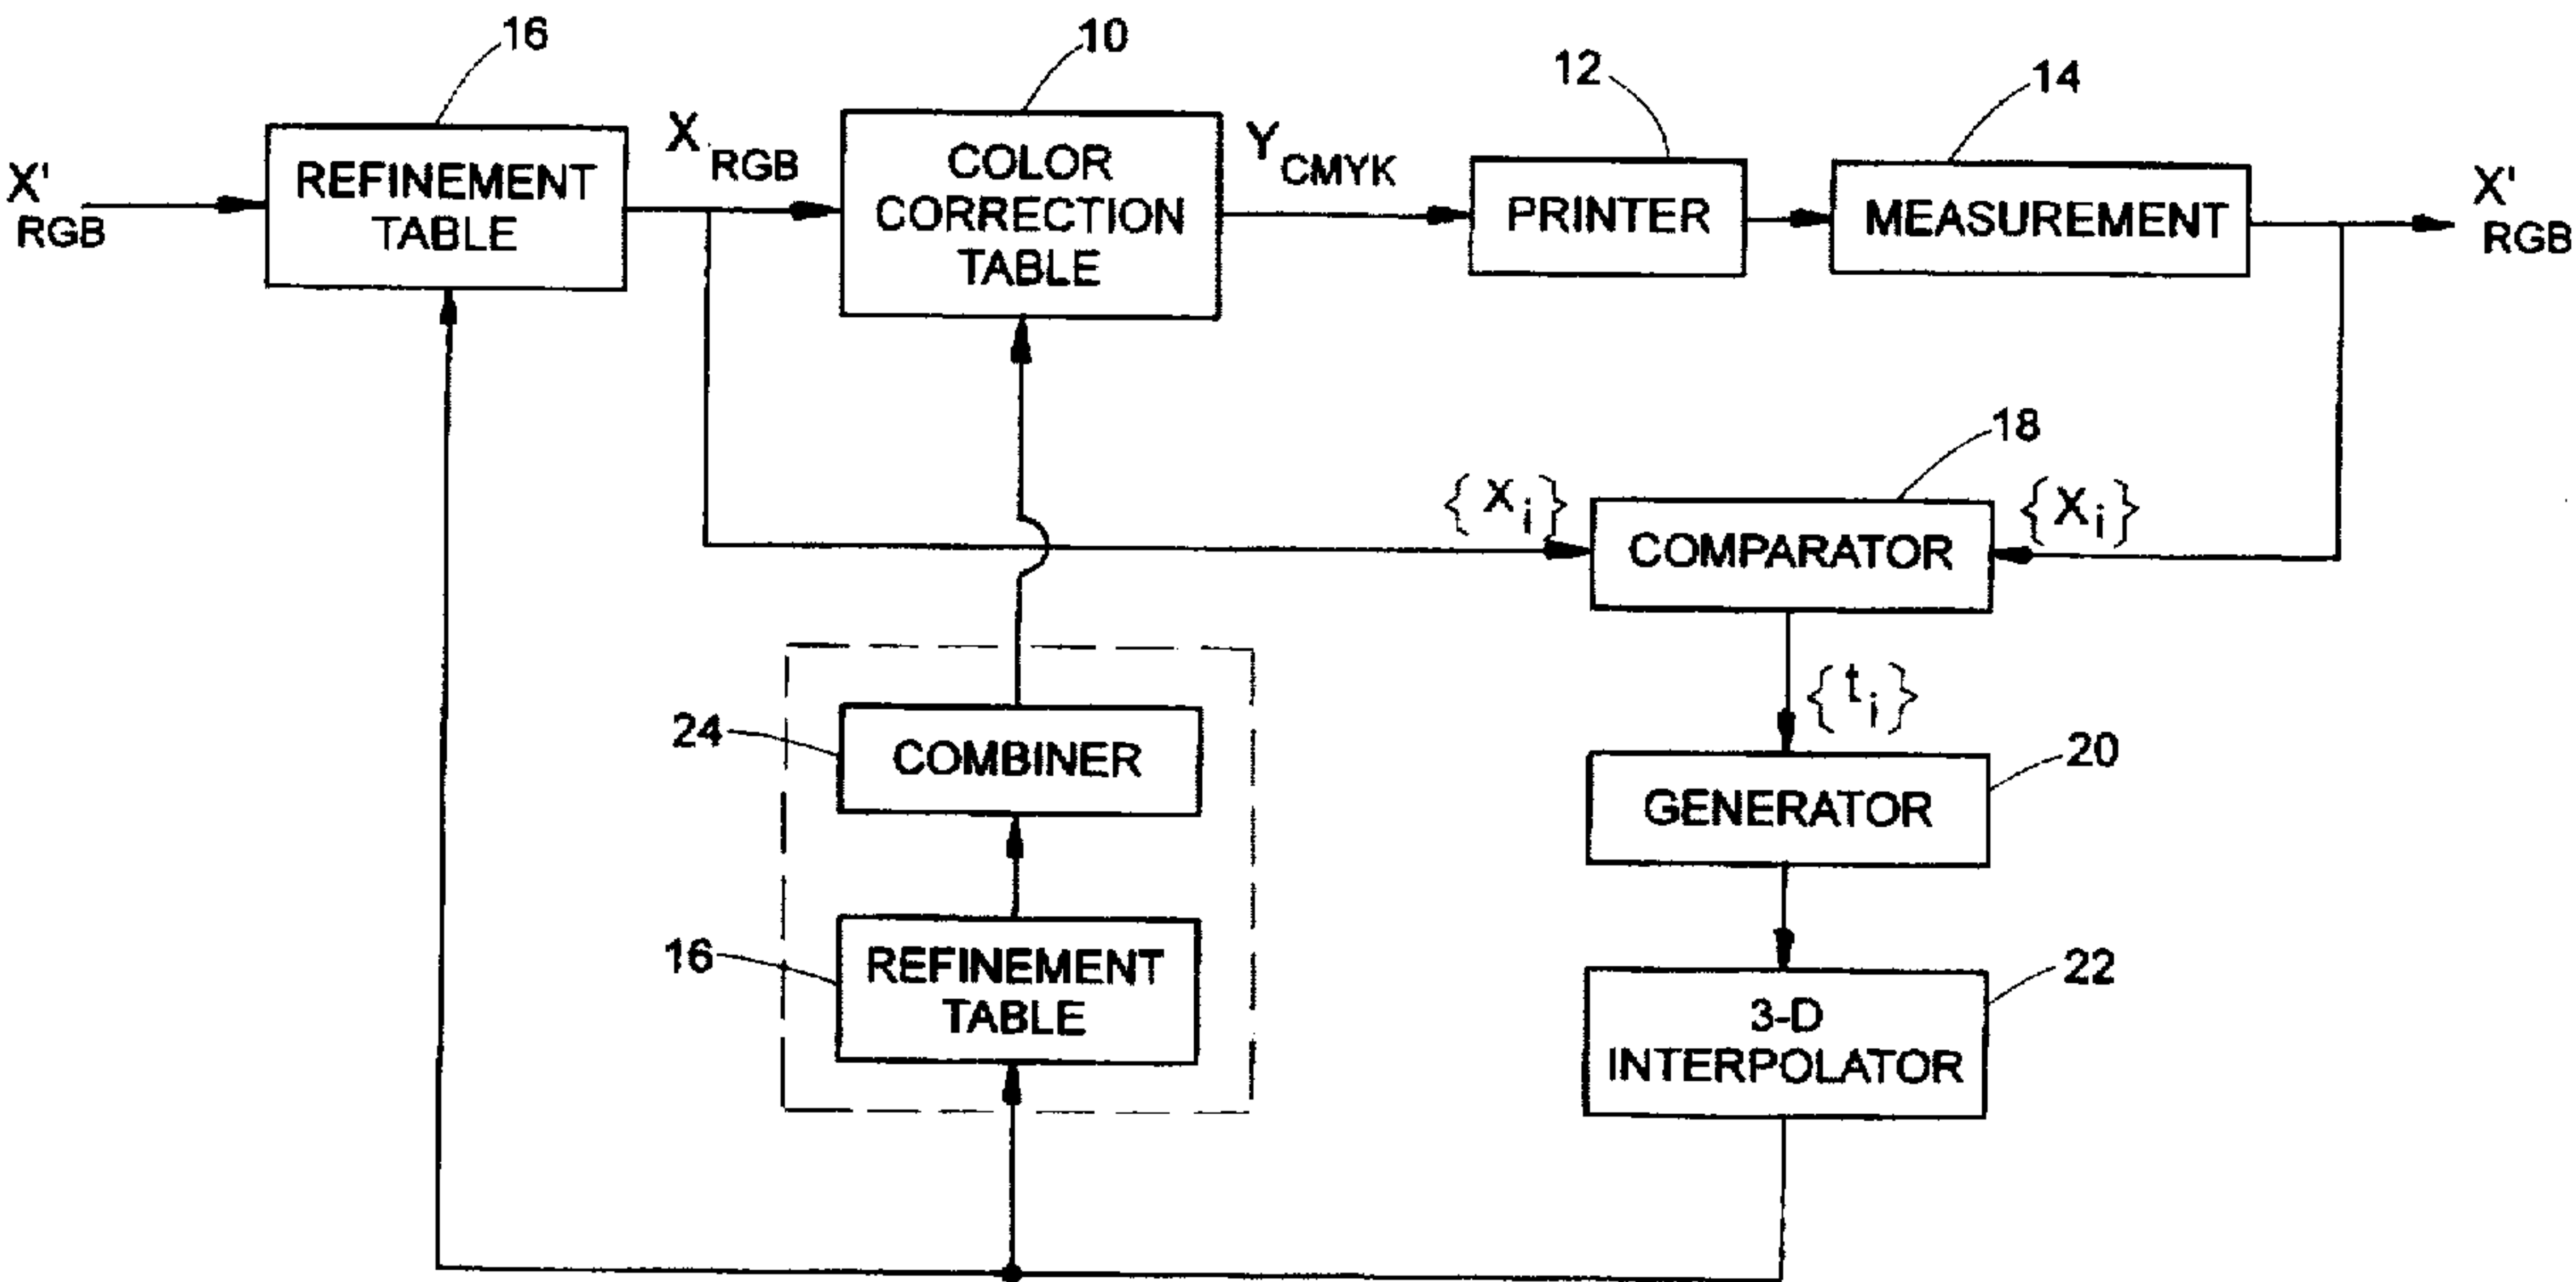 16
10
12
14
X'
RGB
REFINEMENT
TABLE
X
RGB
COLOR
CORRECTION
TABLE
Y
CMYK
PRINTER
MEASUREMENT
X'
RGB
18
{ X i }
COMPARATOR
{ X i }
{ t i }
24
COMBINER
20
GENERATOR
16
REFINEMENT
TABLE
22
3-D
INTERPOLATOR